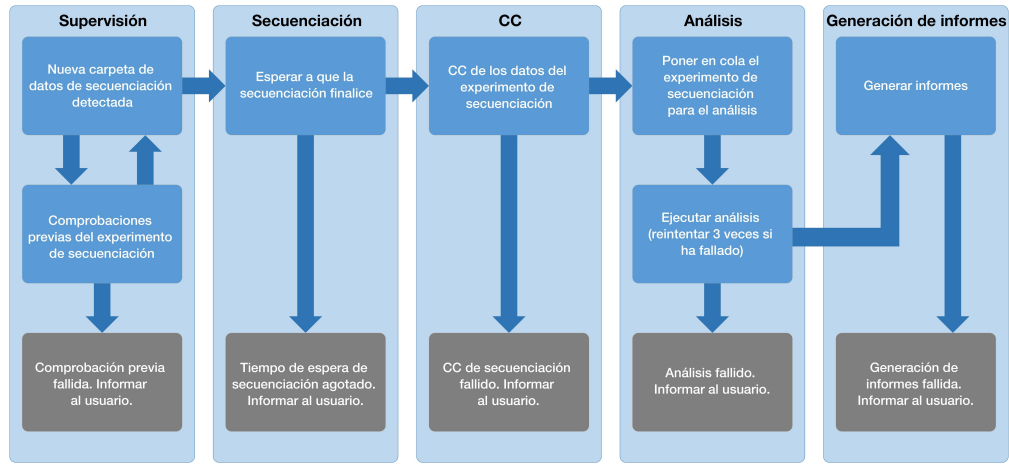 Supervisión
Nueva carpeta de
datos de secuenciación
detectada
Comprobaciones
previas del experimento
de secuenciación
Comprobación previa
fallida. Informar
al usuario.
Secuenciación
Esperar a que la
secuenciación finalice
Tiempo de espera de
secuenciación agotado.
Informar al usuario.
CC
CC de los datos del
experimento de
secuenciación
CC de secuenciación
fallido. Informar
al usuario.
Análisis
Poner en cola el
experimento de
secuenciación
para el análisis
Ejecutar análisis
(reintentar 3 veces si
ha fallado)
Análisis fallido.
Informar al usuario.
Generación de informes
Generar informes
Generación de
informes fallida.
Informar al usuario.